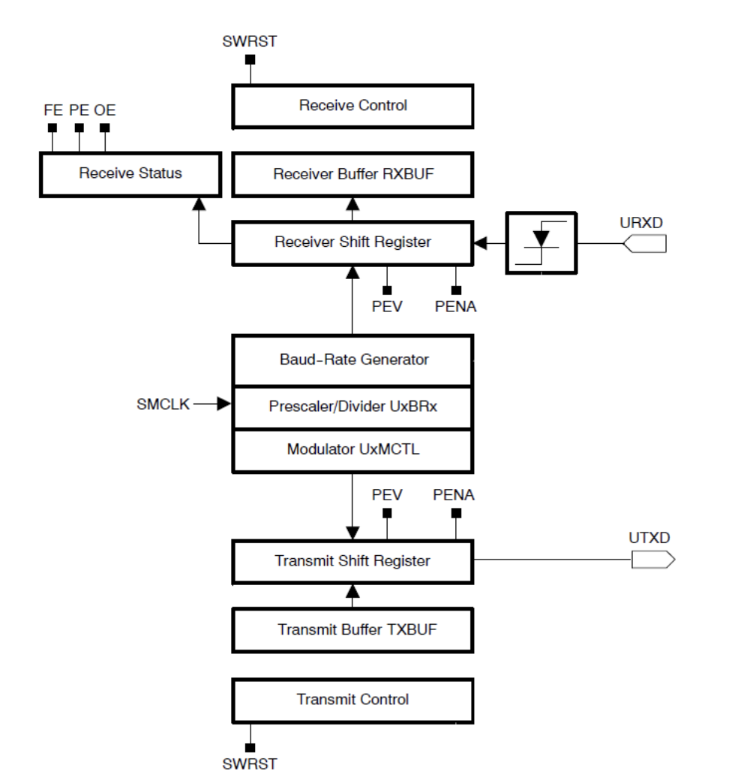 SWRST
Receive Control
FE PE OE
Receive Status
Receiver Buffer RXBUF
Receiver Shift Register
URXD
PEV PENA
Baud-Rate Generator
SMCLK
Prescaler/Divider UxBRx
Modulator UxMCTL
PEV PENA
UTXD
Transmit Shift Register
Transmit Buffer TXBUF
Transmit Control
SWRST